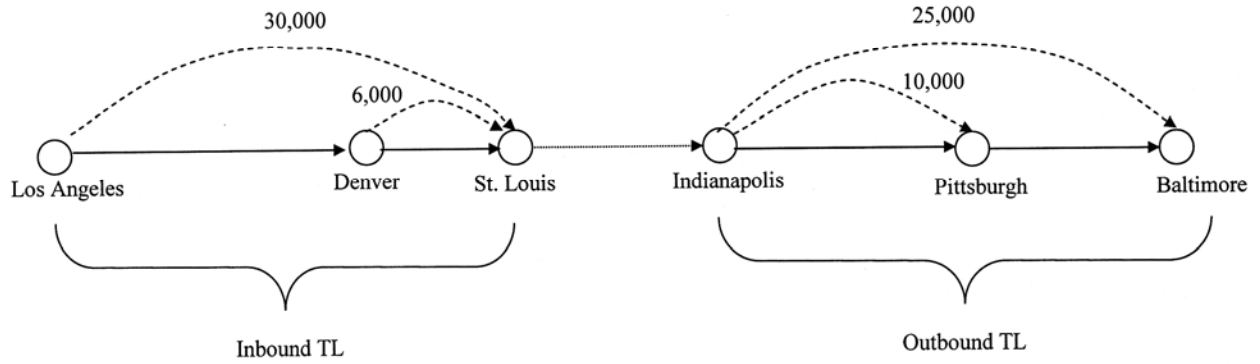 30,000
25,000
6,000
10,000
Los Angeles
Denver
St. Louis
Indianapolis
Pittsburgh
Baltimore
Inbound TL
Outbound TL